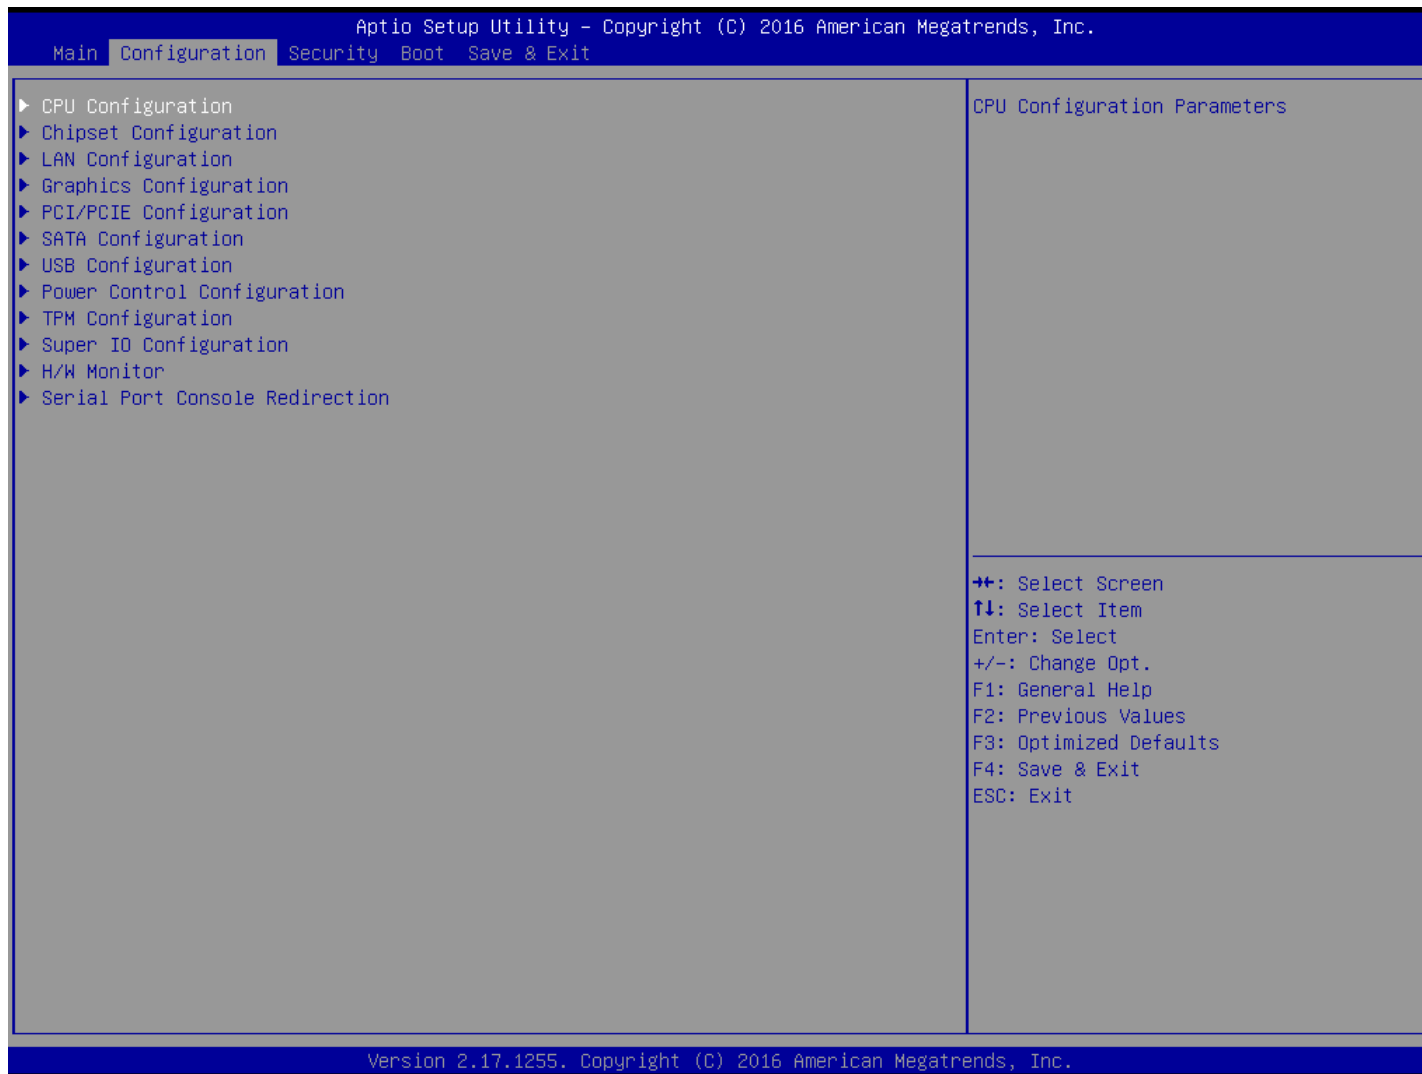 Aptio Setup Utility – Copyright (C) 2016 American Megatrends, Inc.
Main Configuration Security Boot Save & Exit
▶ CPU Configuration
▶ Chipset Configuration
▶ LAN Configuration
▶ Graphics Configuration
▶ PCI/PCIE Configuration
▶ SATA Configuration
▶ USB Configuration
▶ Power Control Configuration
▶ TPM Configuration
▶ Super IO Configuration
▶ H/W Monitor
▶ Serial Port Console Redirection
CPU Configuration Parameters
→←: Select Screen
↑↓: Select Item
Enter: Select
+/-: Change Opt.
F1: General Help
F2: Previous Values
F3: Optimized Defaults
F4: Save & Exit
ESC: Exit
Version 2.17.1255. Copyright (C) 2016 American Megatrends, Inc.